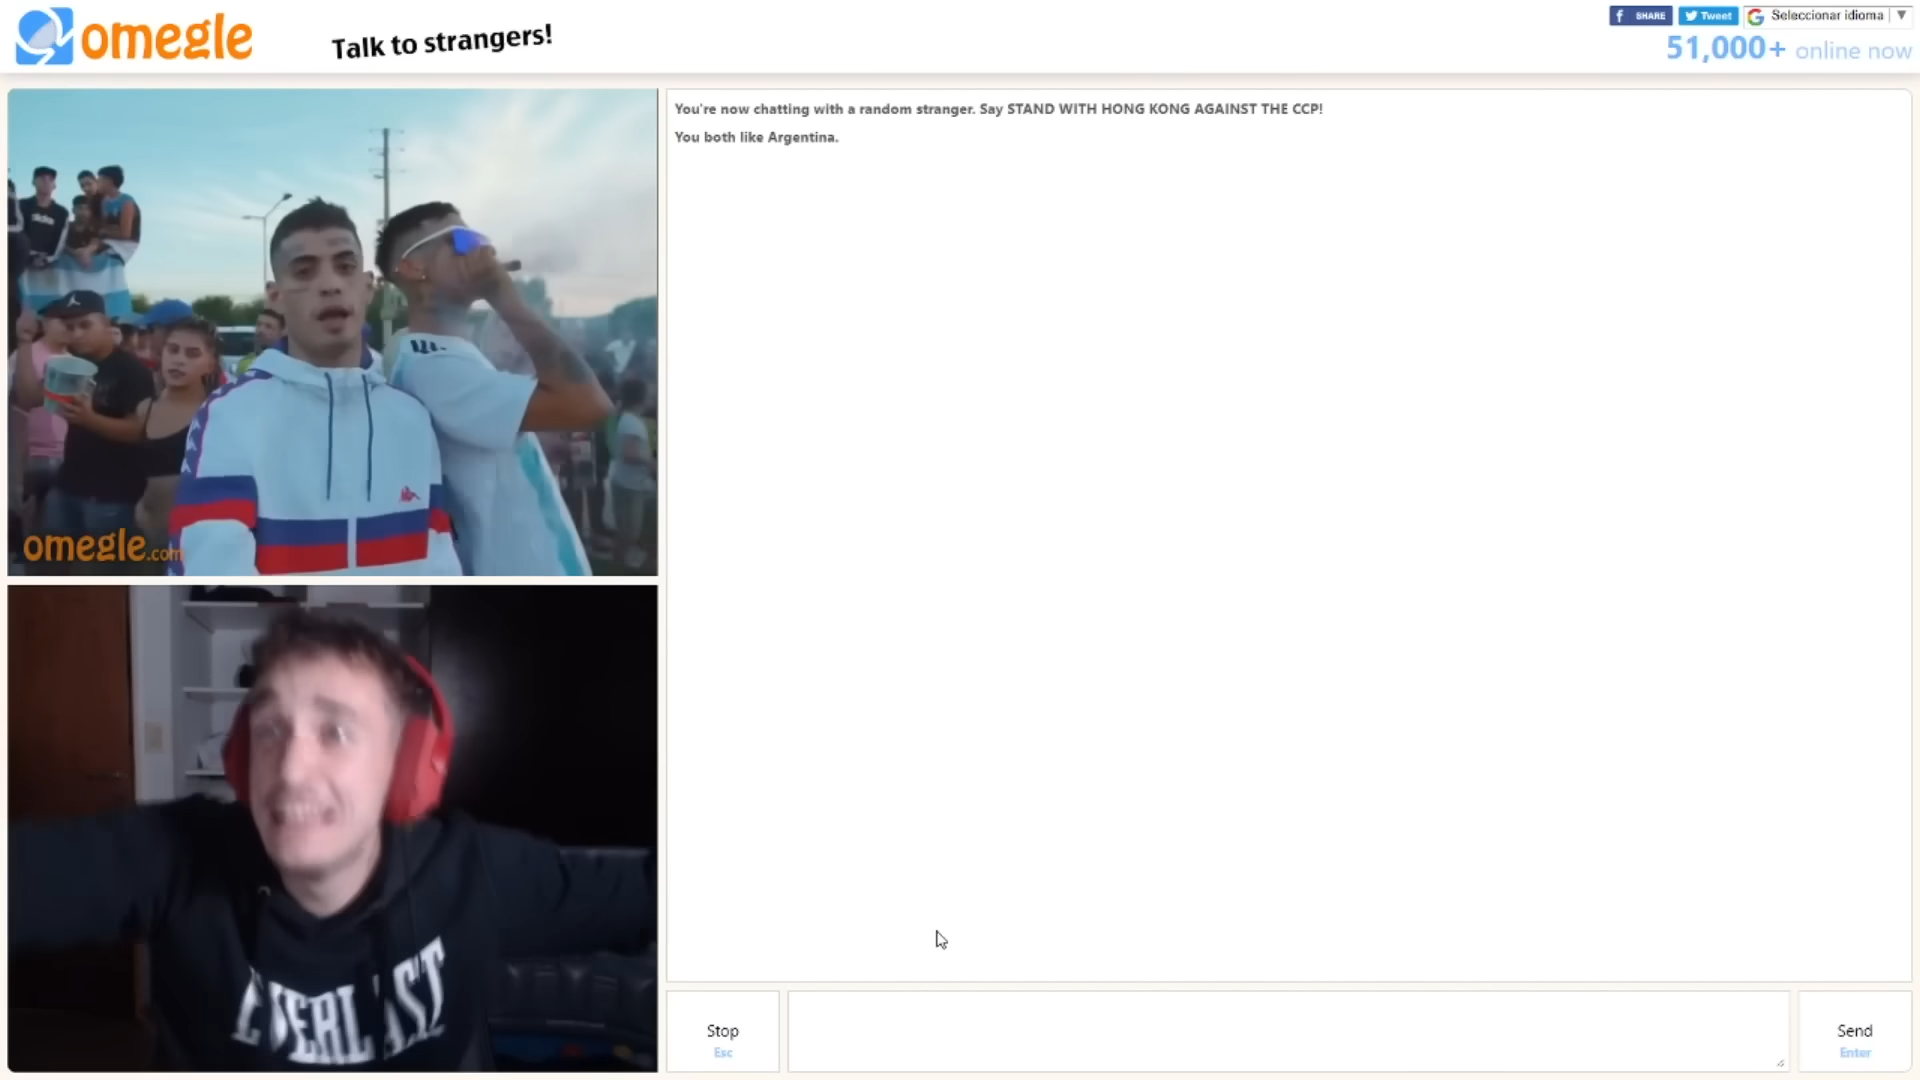 omegle
Talk to strangers!
SHARE
Tweet
Seleccionar idioma
51,000+ online now
You're now chatting with a random stranger. Say STAND WITH HONG KONG AGAINST THE CCP!
You both like Argentina.
omegle.com
EVERLAST
Stop
Esc
Send
Enter